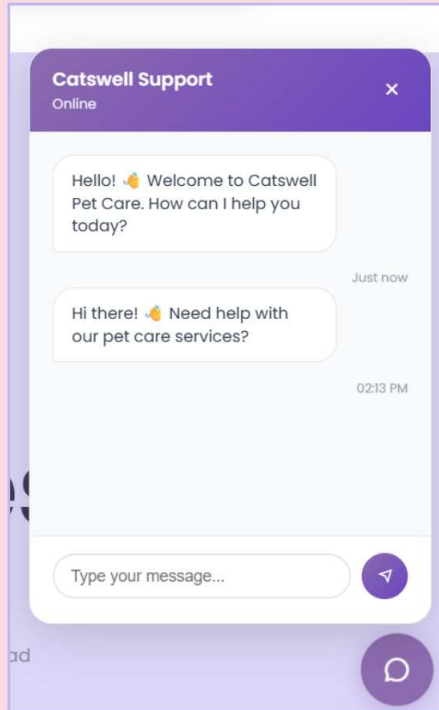 Catswell Support
Online
Hello! 👋 Welcome to Catswell
Pet Care. How can I help you
today?
Just now
Hi there! 👋 Need help with
our pet care services?
02:13 PM
Type your message...
ad